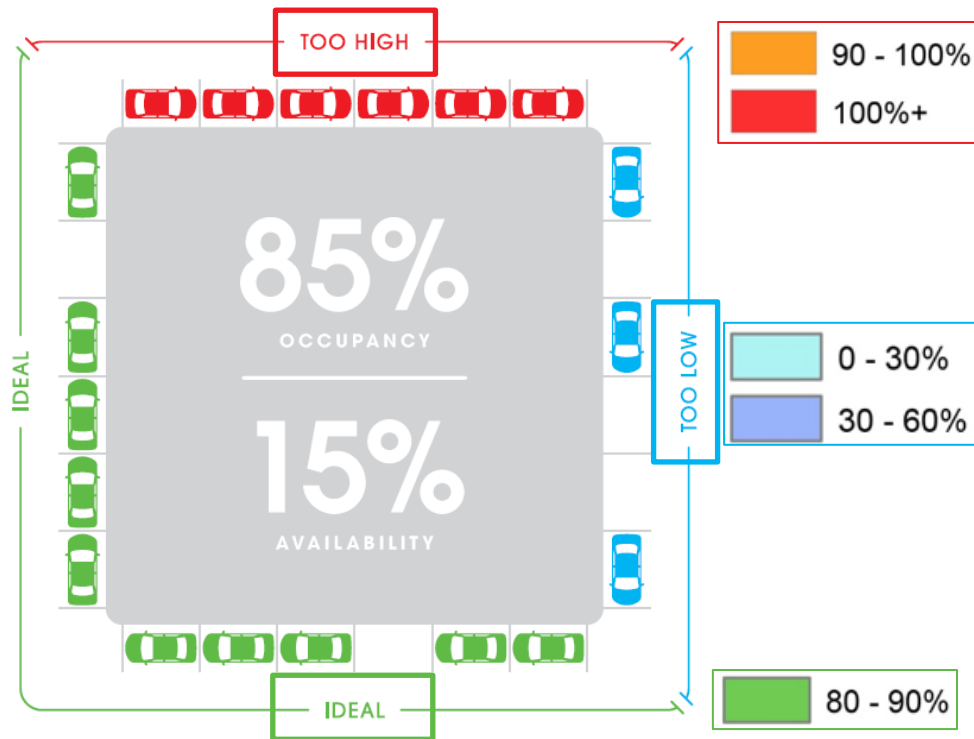 TOO HIGH
90 - 100%
100%+
85%
OCCUPANCY
15%
AVAILABILITY
IDEAL
TOO LOW
0 - 30%
30 - 60%
IDEAL
80 - 90%